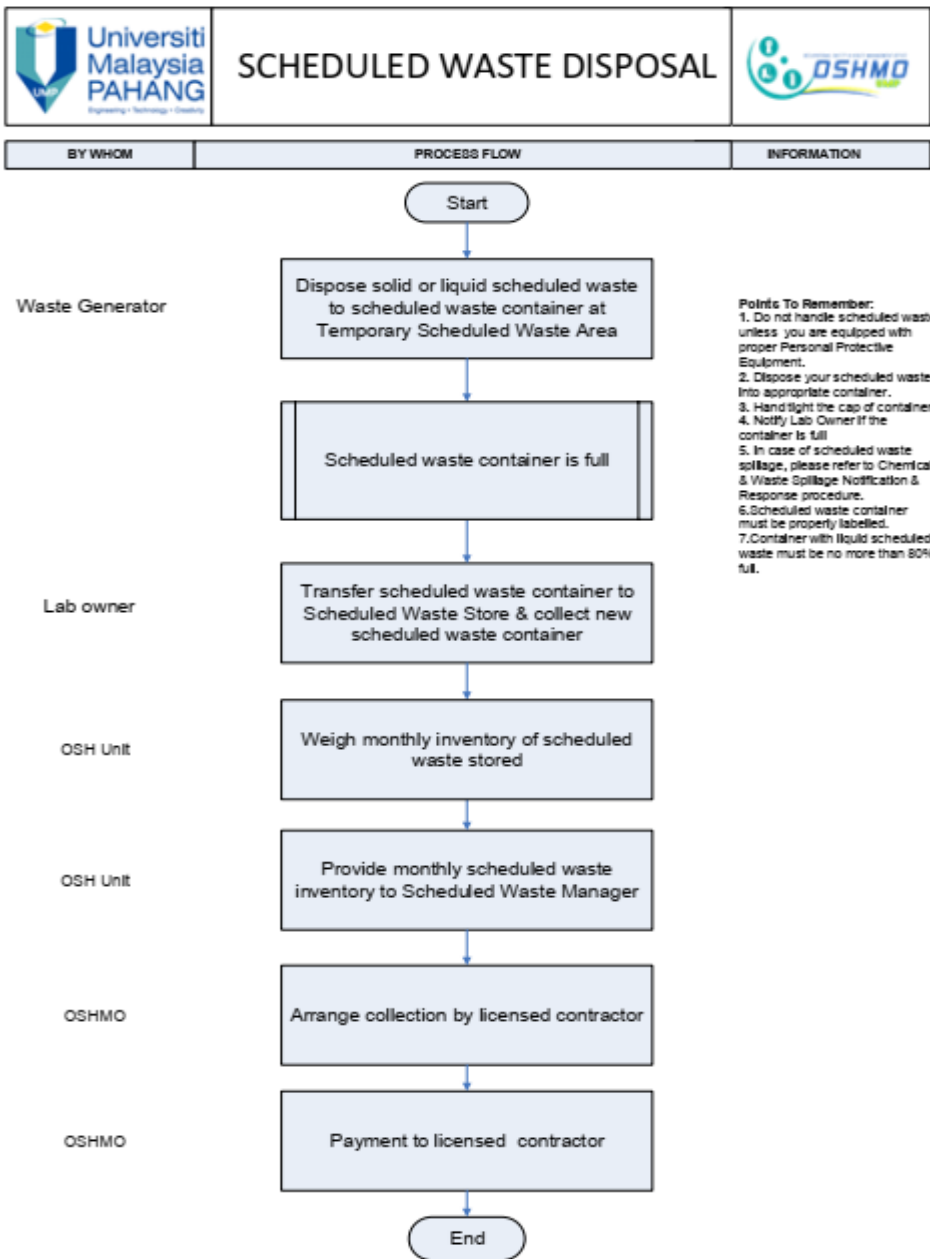 Universiti
Malaysia
PAHANG
Engineering • Technology • Creativity
UMP
SCHEDULED WASTE DISPOSAL
OSHMO
UMP
BY WHOM
PROCESS FLOW
INFORMATION
Start
Waste Generator
Dispose solid or liquid scheduled waste
to scheduled waste container at
Temporary Scheduled Waste Area
Points To Remember:
1. Do not handle scheduled waste
unless you are equipped with
proper Personal Protective
Equipment.
2. Dispose your scheduled waste
into appropriate container.
3. Hand tight the cap of container
4. Notify Lab Owner if the
container is full
5. In case of scheduled waste
spillage, please refer to Chemical
& Waste Spillage Notification &
Response procedure.
6.Scheduled waste container
must be properly labelled.
7.Container with liquid scheduled
waste must be no more than 80%
full.
Scheduled waste container is full
Lab owner
Transfer scheduled waste container to
Scheduled Waste Store & collect new
scheduled waste container
OSH Unit
Weigh monthly inventory of scheduled
waste stored
OSH Unit
Provide monthly scheduled waste
inventory to Scheduled Waste Manager
OSHMO
Arrange collection by licensed contractor
OSHMO
Payment to licensed contractor
End